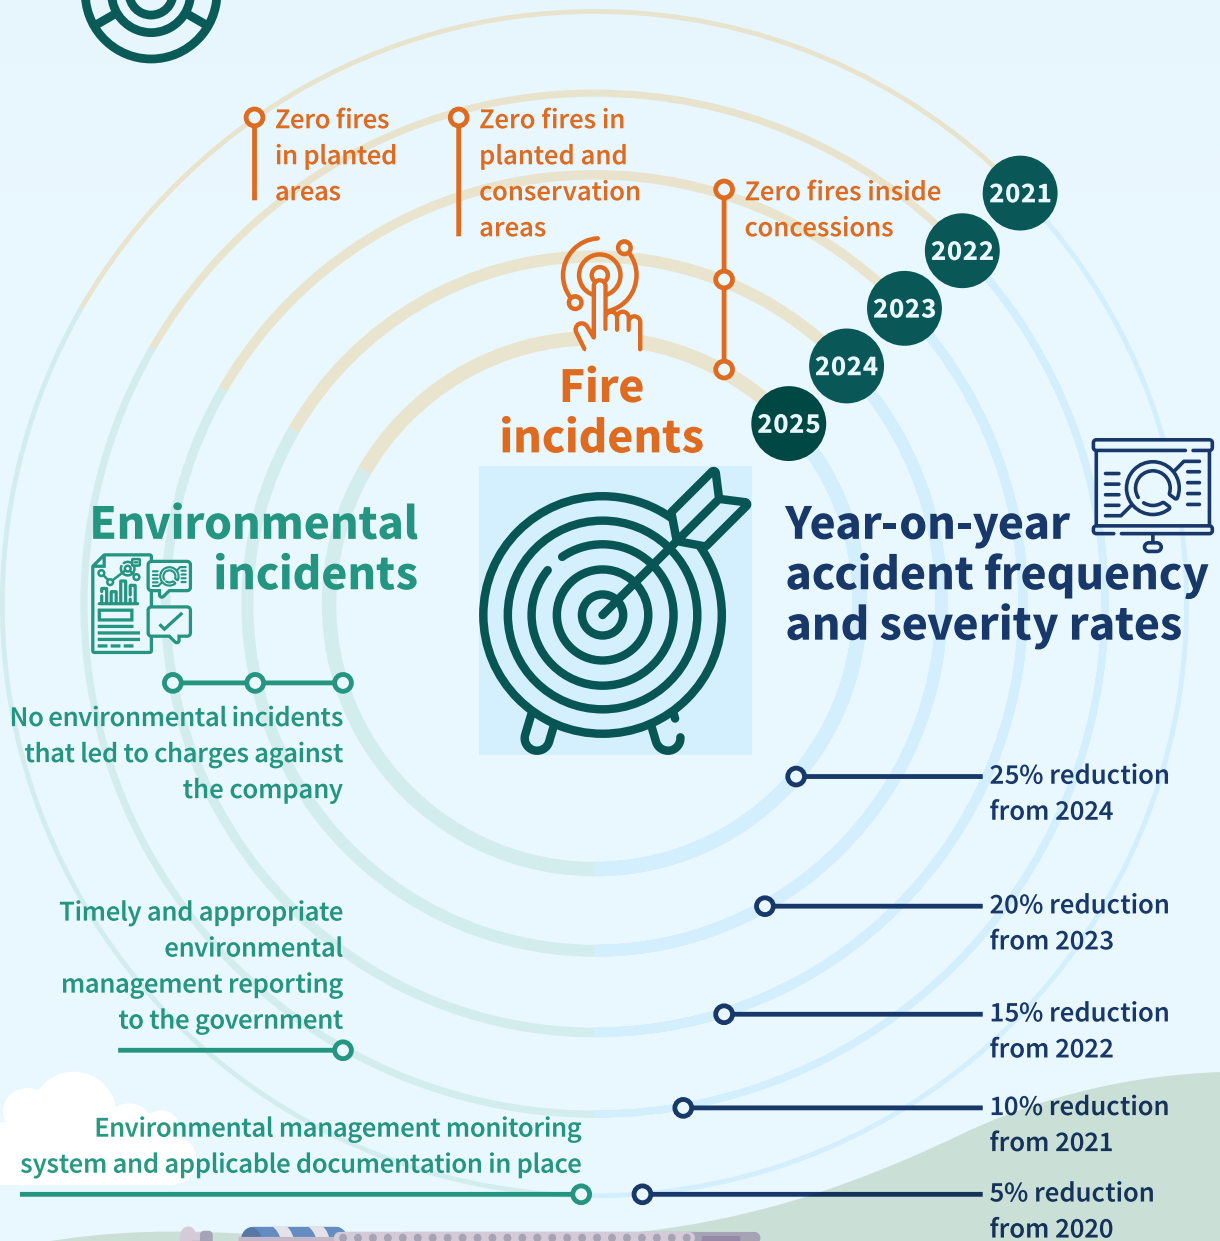 Zero fires
in planted
areas
Zero fires in
planted and
conservation
areas
Zero fires inside
concessions
2021
2022
2023
2024
2025
Fire
incidents
Environmental
incidents
Year-on-year
accident frequency
and severity rates
No environmental incidents
that led to charges against
the company
Timely and appropriate
environmental
management reporting
to the government
Environmental management monitoring
system and applicable documentation in place
25% reduction
from 2024
20% reduction
from 2023
15% reduction
from 2022
10% reduction
from 2021
5% reduction
from 2020